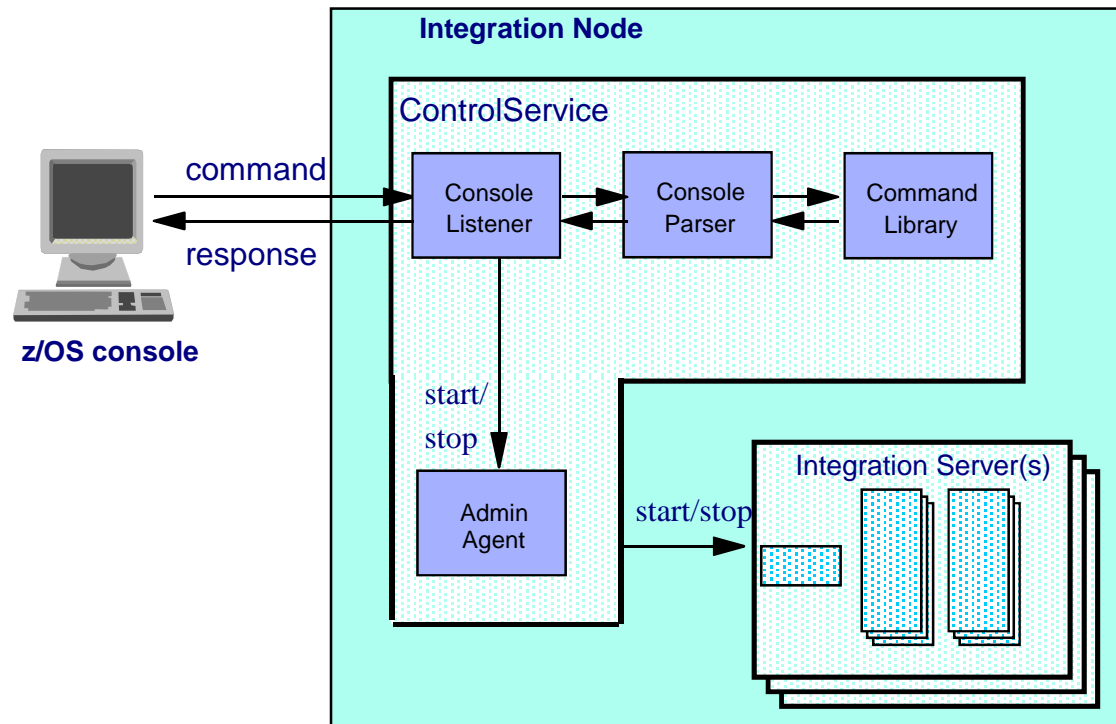 Integration Node
ControlService
command
response
z/OS console
Console
Listener
Console
Parser
Command
Library
start/
stop
Admin
Agent
start/stop
Integration Server(s)